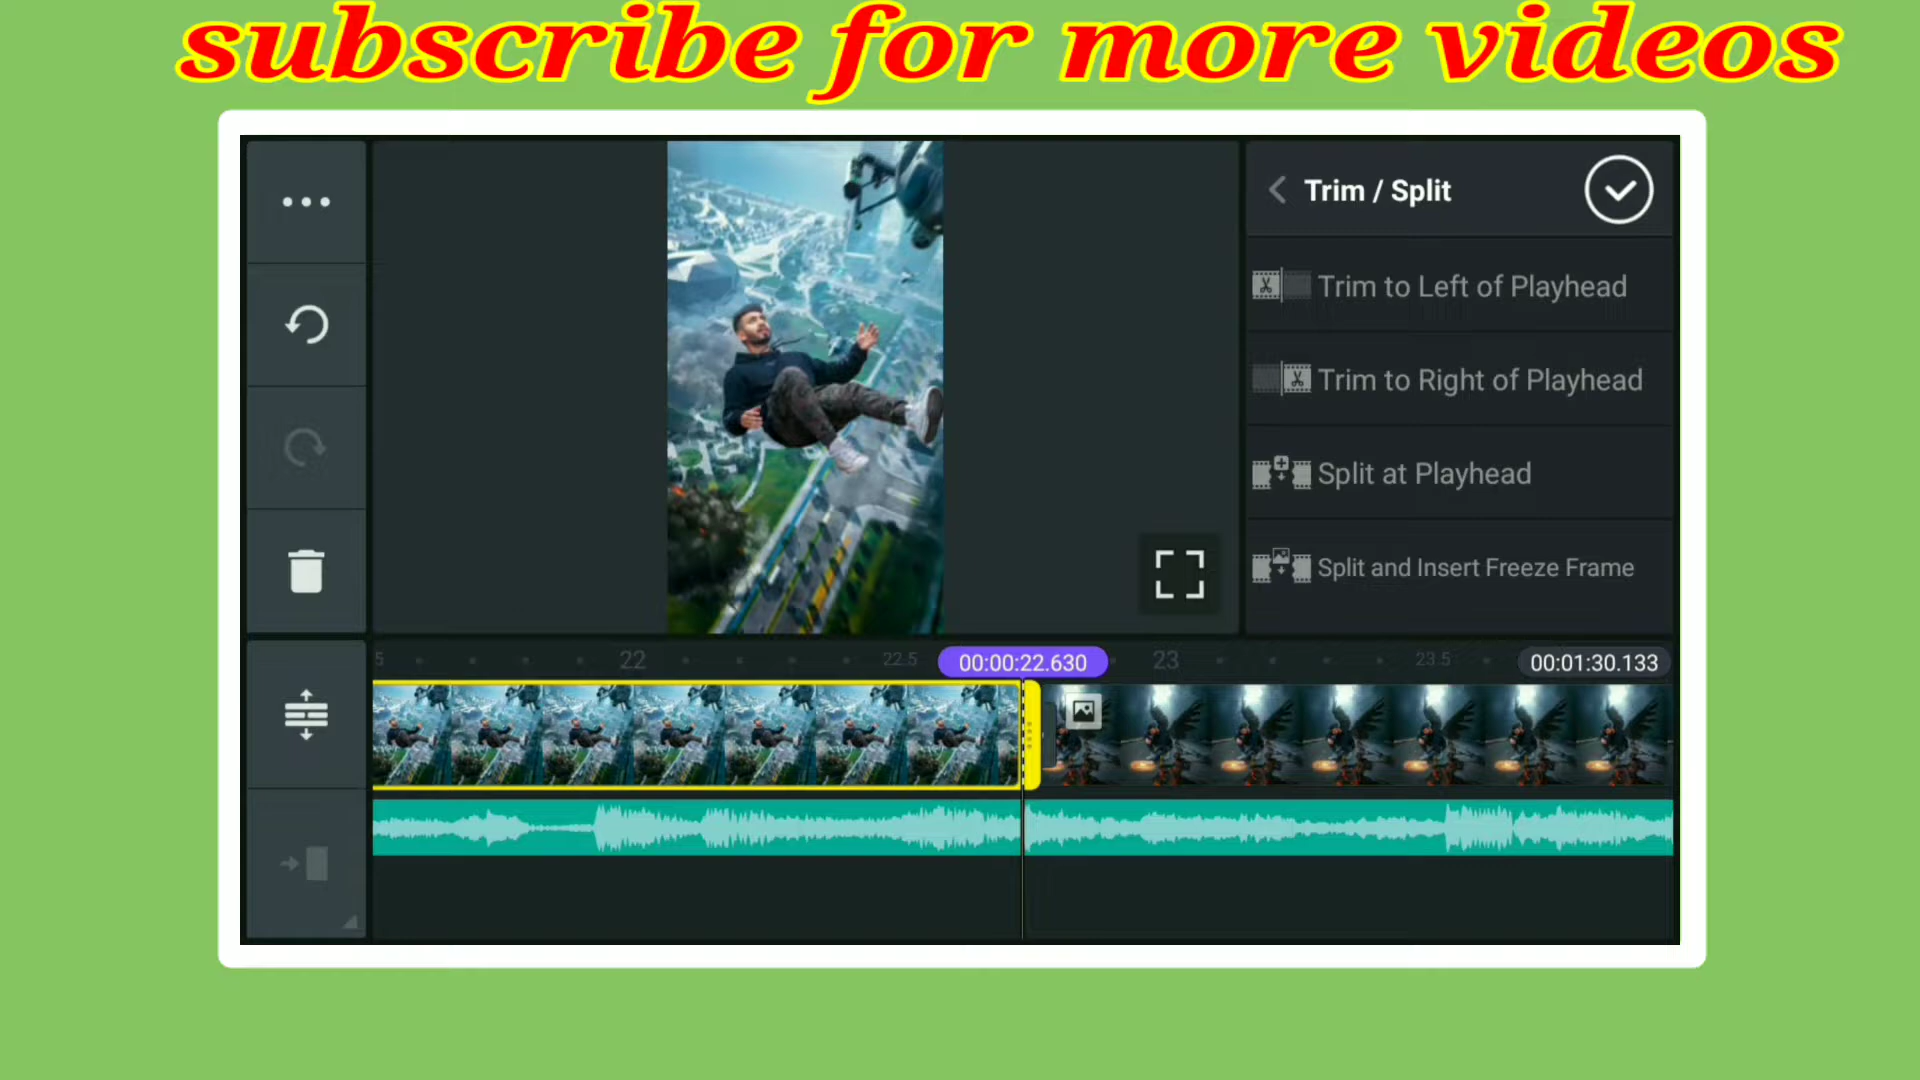 subscribe for more videos
Trim / Split
Trim to Left of Playhead
Trim to Right of Playhead
Split at Playhead
Split and Insert Freeze Frame
5 22 22.5 00:00:22.630 23 23.5 00:01:30.133